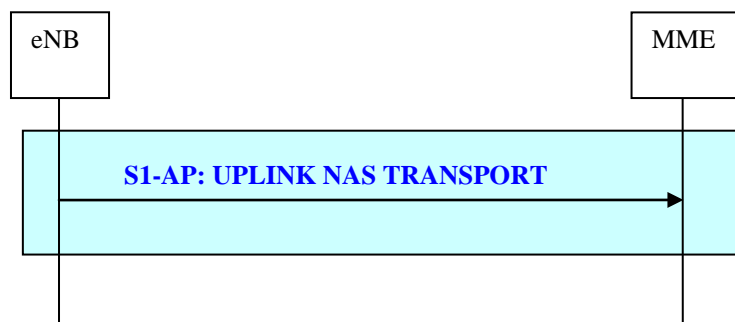 eNB
MME
S1-AP: UPLINK NAS TRANSPORT